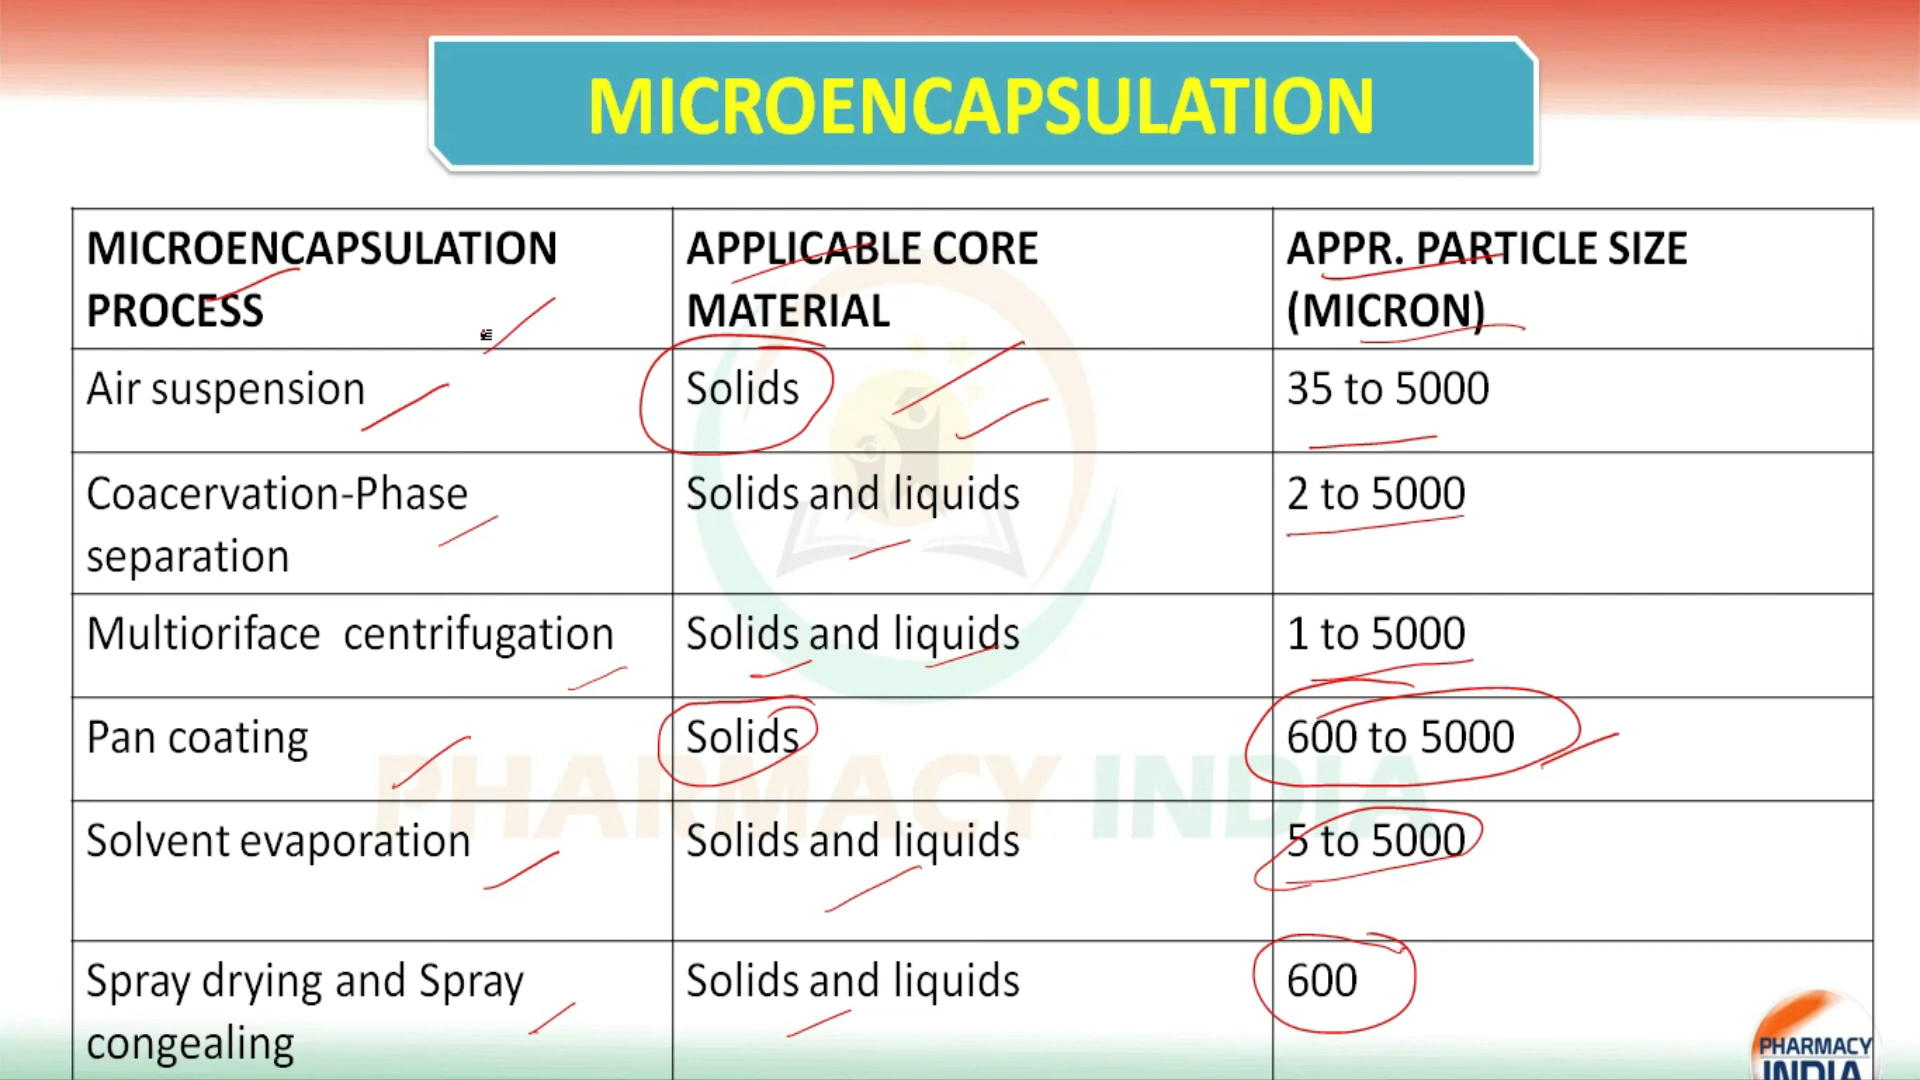 MICROENCAPSULATION
MICROENCAPSULATION PROCESS
APPLICABLE CORE MATERIAL
APPR. PARTICLE SIZE (MICRON)
Air suspension
Solids
35 to 5000
Coacervation-Phase separation
Solids and liquids
2 to 5000
Multioriface centrifugation
Solids and liquids
1 to 5000
Pan coating
Solids
600 to 5000
Solvent evaporation
Solids and liquids
5 to 5000
Spray drying and Spray congealing
Solids and liquids
600
PHARMACY INDIA
PHARMACY
INDIA